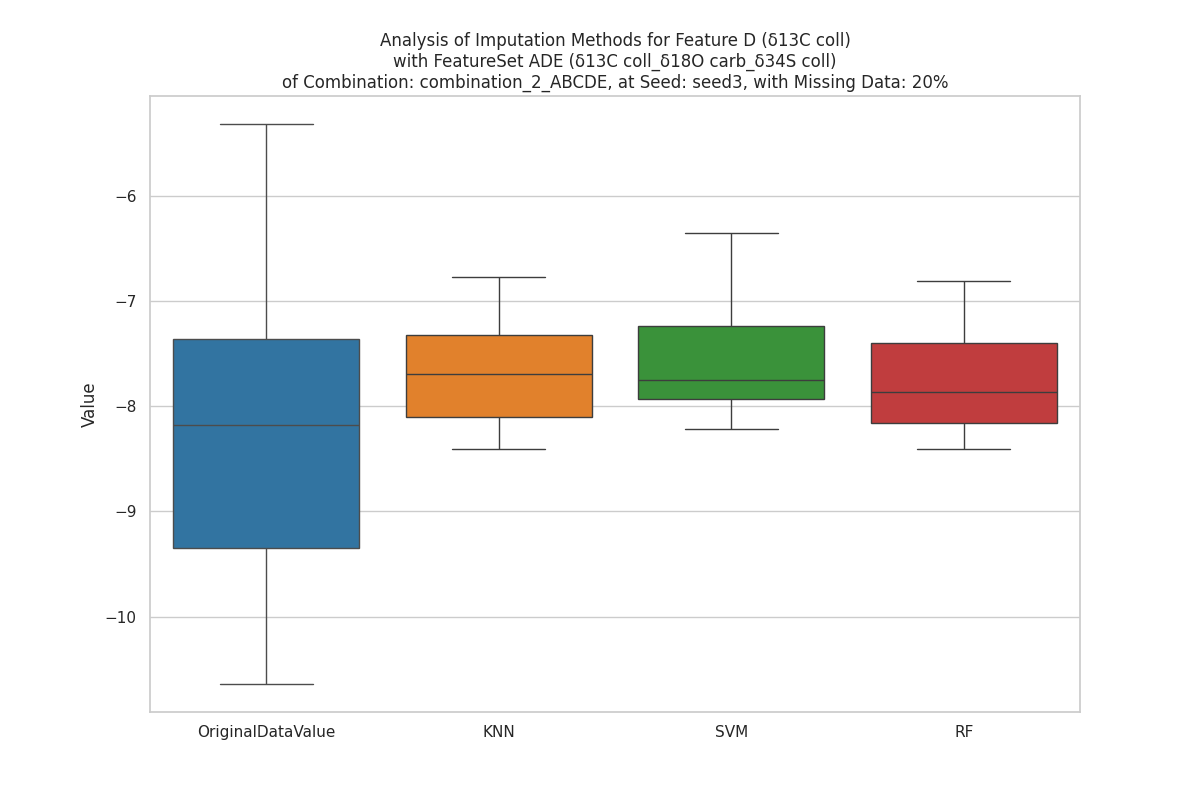 Analysis of Imputation Methods for Feature D (δ13C coll)
with FeatureSet ADE (δ13C coll_δ18O carb_δ34S coll)
of Combination: combination_2_ABCDE, at Seed: seed3, with Missing Data: 20%
Value
−6
−7
−8
−9
−10
OriginalDataValue
KNN
SVM
RF